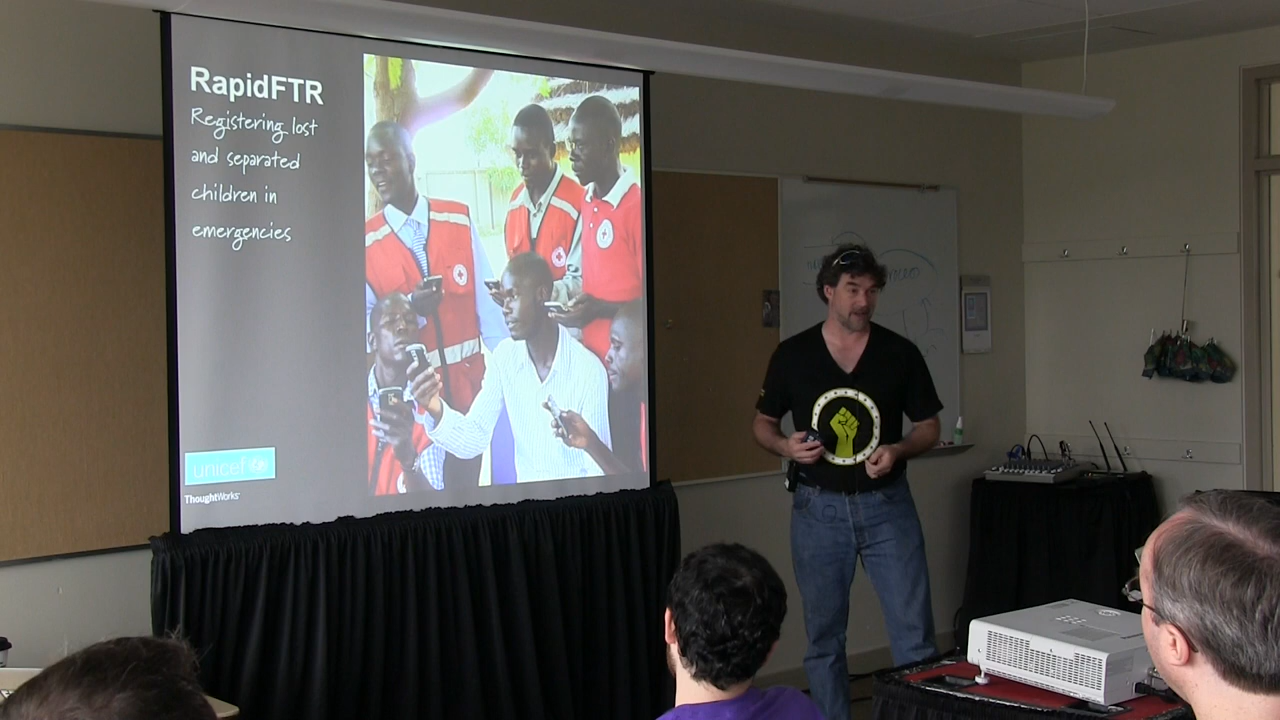 RapidFTR
Registering lost
and separated
children in
emergencies
unicef
ThoughtWorks